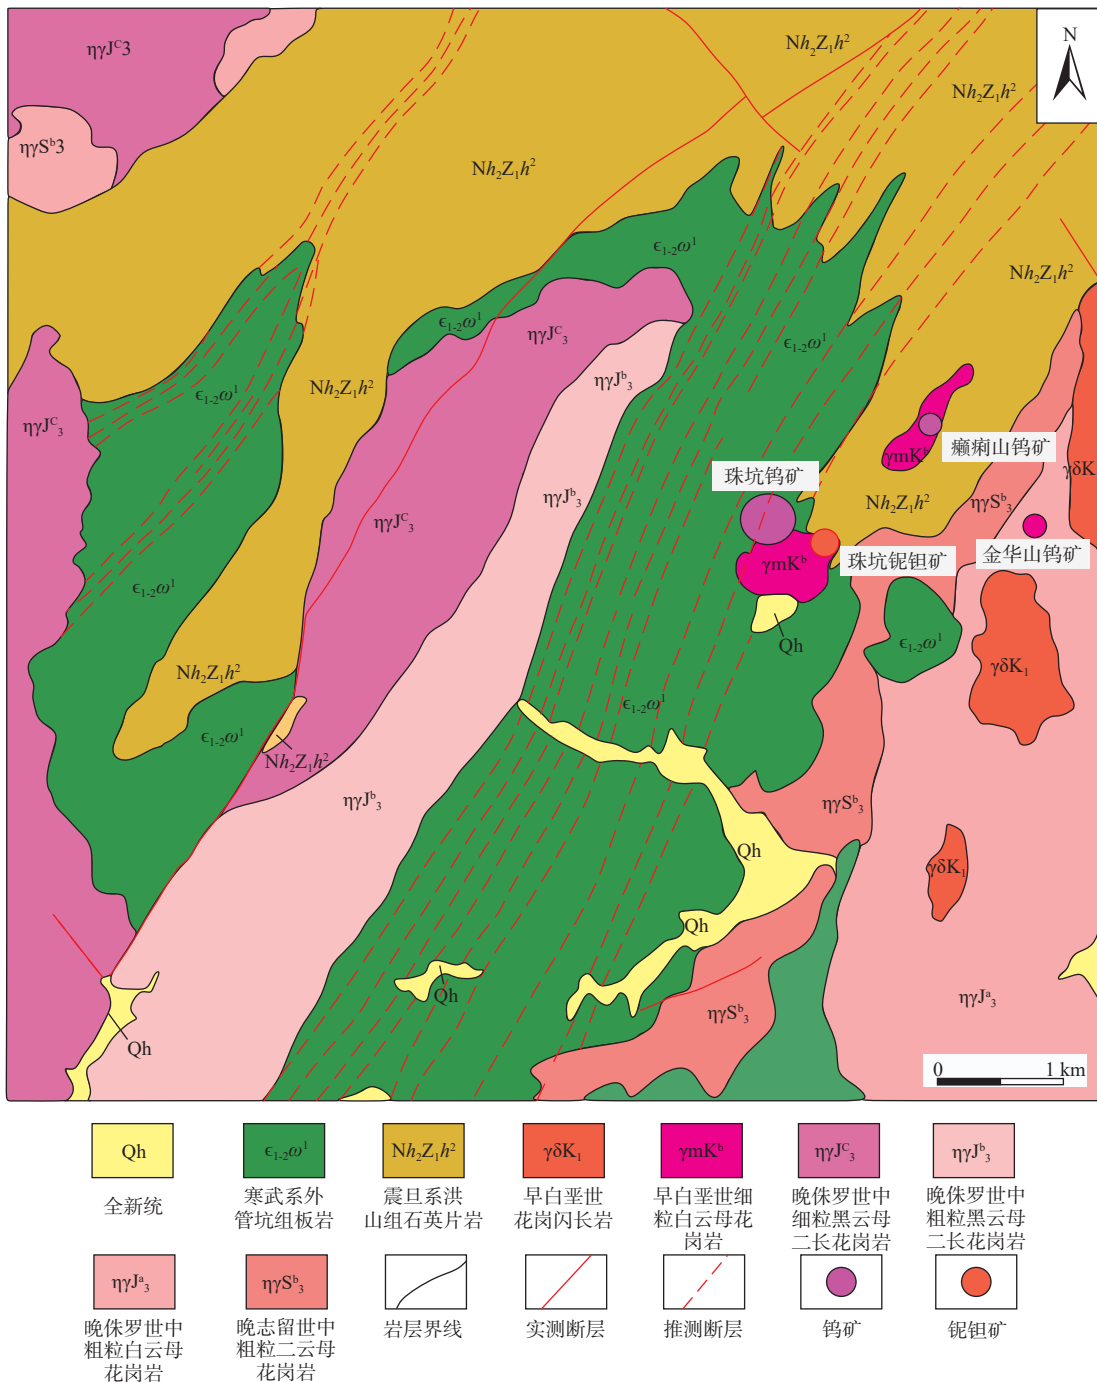 ηγJᶜ3
Nh₂Z₁h²
N
Nh₂Z₁h²
ηγSᵇ3
Nh₂Z₁h²
ϵ₁₋₂ω¹
Nh₂Z₁h²
ϵ₁₋₂ω¹
ηγJᶜ₃
ϵ₁₋₂ω¹
ηγJᵇ₃
ϵ₁₋₂ω¹
Nh₂Z₁h²
ηγJᶜ₃
癞痢山钨矿
γmKᵇ
γδK
珠坑钨矿
ηγJᵇ₃
Nh₂Z₁h²
ηγSᵇ₃
ηγJᶜ₃
金华山钨矿
珠坑铌钽矿
γmKᵇ
ϵ₁₋₂ω¹
Qh
ϵ₁₋₂ω¹
γδK₁
Nh₂Z₁h²
ϵ₁₋₂ω¹
ϵ₁₋₂ω¹
Nh₂Z₁h²
ηγJᵇ₃
ηγSᵇ₃
Qh
γδK₁
Qh
Qh
ηγJᵃ₃
ηγSᵇ₃
Qh
0 1 km
Qh ϵ₁₋₂ω¹ Nh₂Z₁h² γδK₁ γmKᵇ ηγJᶜ₃ ηγJᵇ₃
全新统
寒武系外
管坑组板岩
震旦系洪
山组石英片岩
早白垩世
花岗闪长岩
早白垩世细
粒白云母花
岗岩
晚侏罗世中
细粒黑云母
二长花岗岩
晚侏罗世中
粗粒黑云母
二长花岗岩
ηγJᵃ₃ ηγSᵇ₃
晚侏罗世中
粗粒白云母
花岗岩
晚志留世中
粗粒二云母
花岗岩
岩层界线
实测断层
推测断层
钨矿
铌钽矿